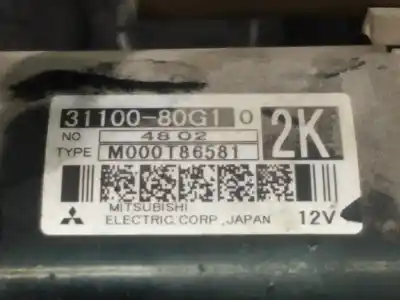 31100-80G1 0 2K
NO 4802
TYPE M000T86581
MITSUBISHI
ELECTRIC CORP., JAPAN 12V